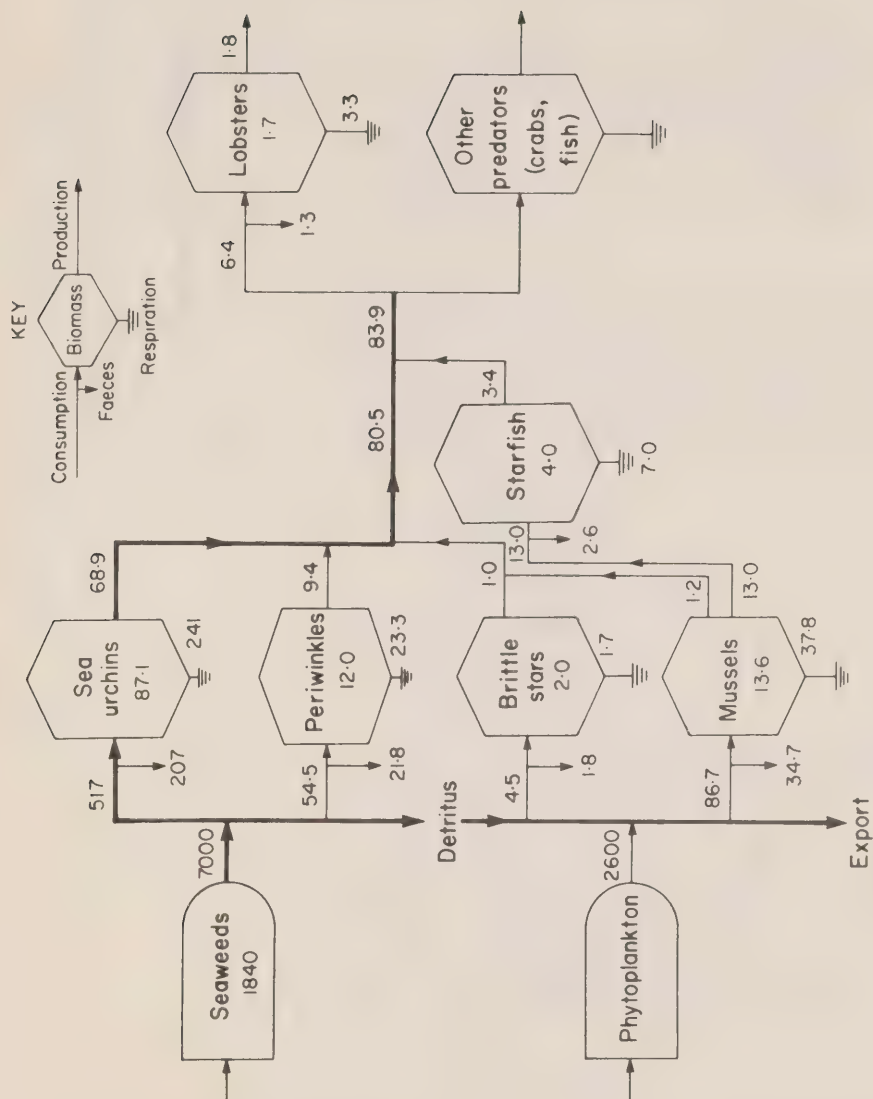 KEY
Consumption
Production
Biomass
Faeces
Respiration
Seaweeds
1840
7000
517
207
Sea
urchins
87·1
241
68·9
54·5
21·8
Periwinkles
12·0
23·3
9·4
80·5
83·9
6·4
1·3
Lobsters
1·7
3·3
1·8
Other
predators
(crabs,
fish)
Detritus
Phytoplankton
2600
4·5
1·8
Brittle
stars
2·0
1·7
1·0
86·7
34·7
Mussels
13·6
37·8
1·2
13·0
13·0
2·6
Starfish
4·0
7·0
3·4
Export